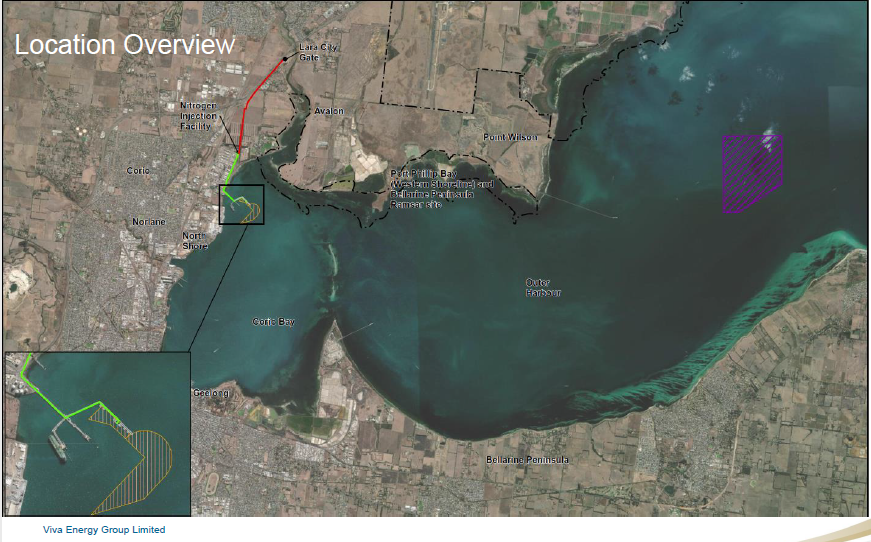 Location Overview
Lara City
Gate
Nitrogen
Injection
Facility
Avalon
Point Wilson
Corio
Port Phillip Bay
(Western Shoreline) and
Bellarine Peninsula
Ramsar site
Norlane
North
Shore
Outer
Harbour
Corio Bay
Geelong
Bellarine Peninsula
Viva Energy Group Limited